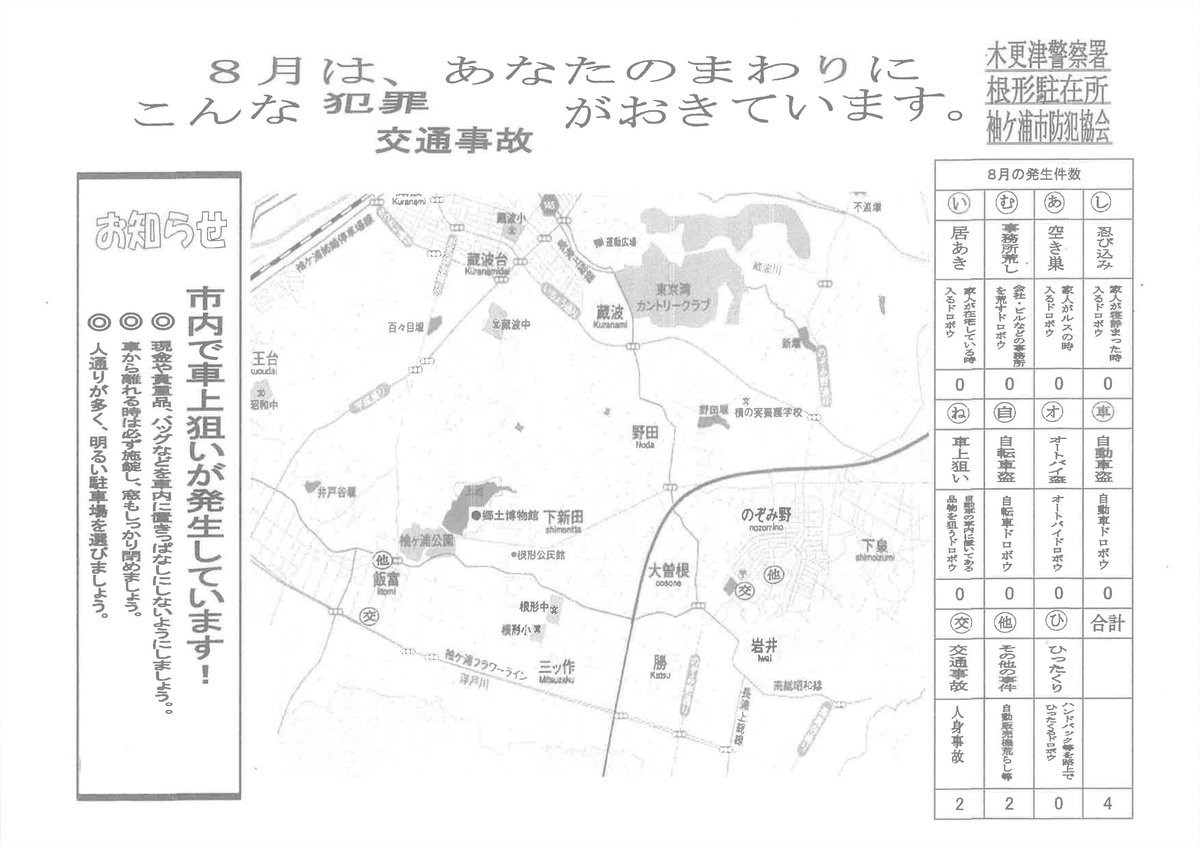 8月は、あなたのまわりに
こんな 犯罪 がおきています。
交通事故
木更津警察署
根形駐在所
袖ケ浦市防犯協会
お知らせ
市内で車上狙いが発生しています!
◎ 現金や貴重品、バッグなどを車内に置きっぱなしにしないようにしましょう。。
◎ 車から離れる時は必ず施錠し、窓もしっかり閉めましょう。
◎ 人通りが多く、明るい駐車場を選びましょう。
Kuranami
蔵波小
145
不渡堰
運動広場
蔵波川
蔵波台
Kuranamidai
東京湾
カントリークラブ
蔵波
Kuranami
百々目堰
蔵波中
新堰
王台
woudai
昭和中
野田堰
槙の実養護学校
野田
Noda
井戸谷堰
上池
郷土博物館
下新田
shimonitta
のぞみ野
nozomino
袖ヶ浦公園
根形公民館
下泉
shimoizumi
他
飯富
Iitomi
大曽根
oosone
〒
他
交
交
根形中
根形小
岩井
Iwai
袖ケ浦フラワーライン
三ッ作
Mitsuzuku
勝
Katsu
浮戸川
南総昭和線
長浦上総線
8月の発生件数
い む あ し
居あき 事務所荒し 空き巣 忍び込み
家人が在宅している時入るドロボウ
会社・ビルなどの事務所を荒すドロボウ
家人がルスの時入るドロボウ
家人が寝静まった時入るドロボウ
0 0 0 0
ね 自 オ 車
車上狙い 自転車盗 オートバイ盗 自動車盗
自動車の車内に置いてある品物を狙うドロボウ
自転車ドロボウ
オートバイドロボウ
自動車ドロボウ
0 0 0 0
交 他 ひ 合計
交通事故 その他の事件 ひったくり
人身事故
自動販売機荒らし等
ハンドバック等を路上でひったくるドロボウ
2 2 0 4